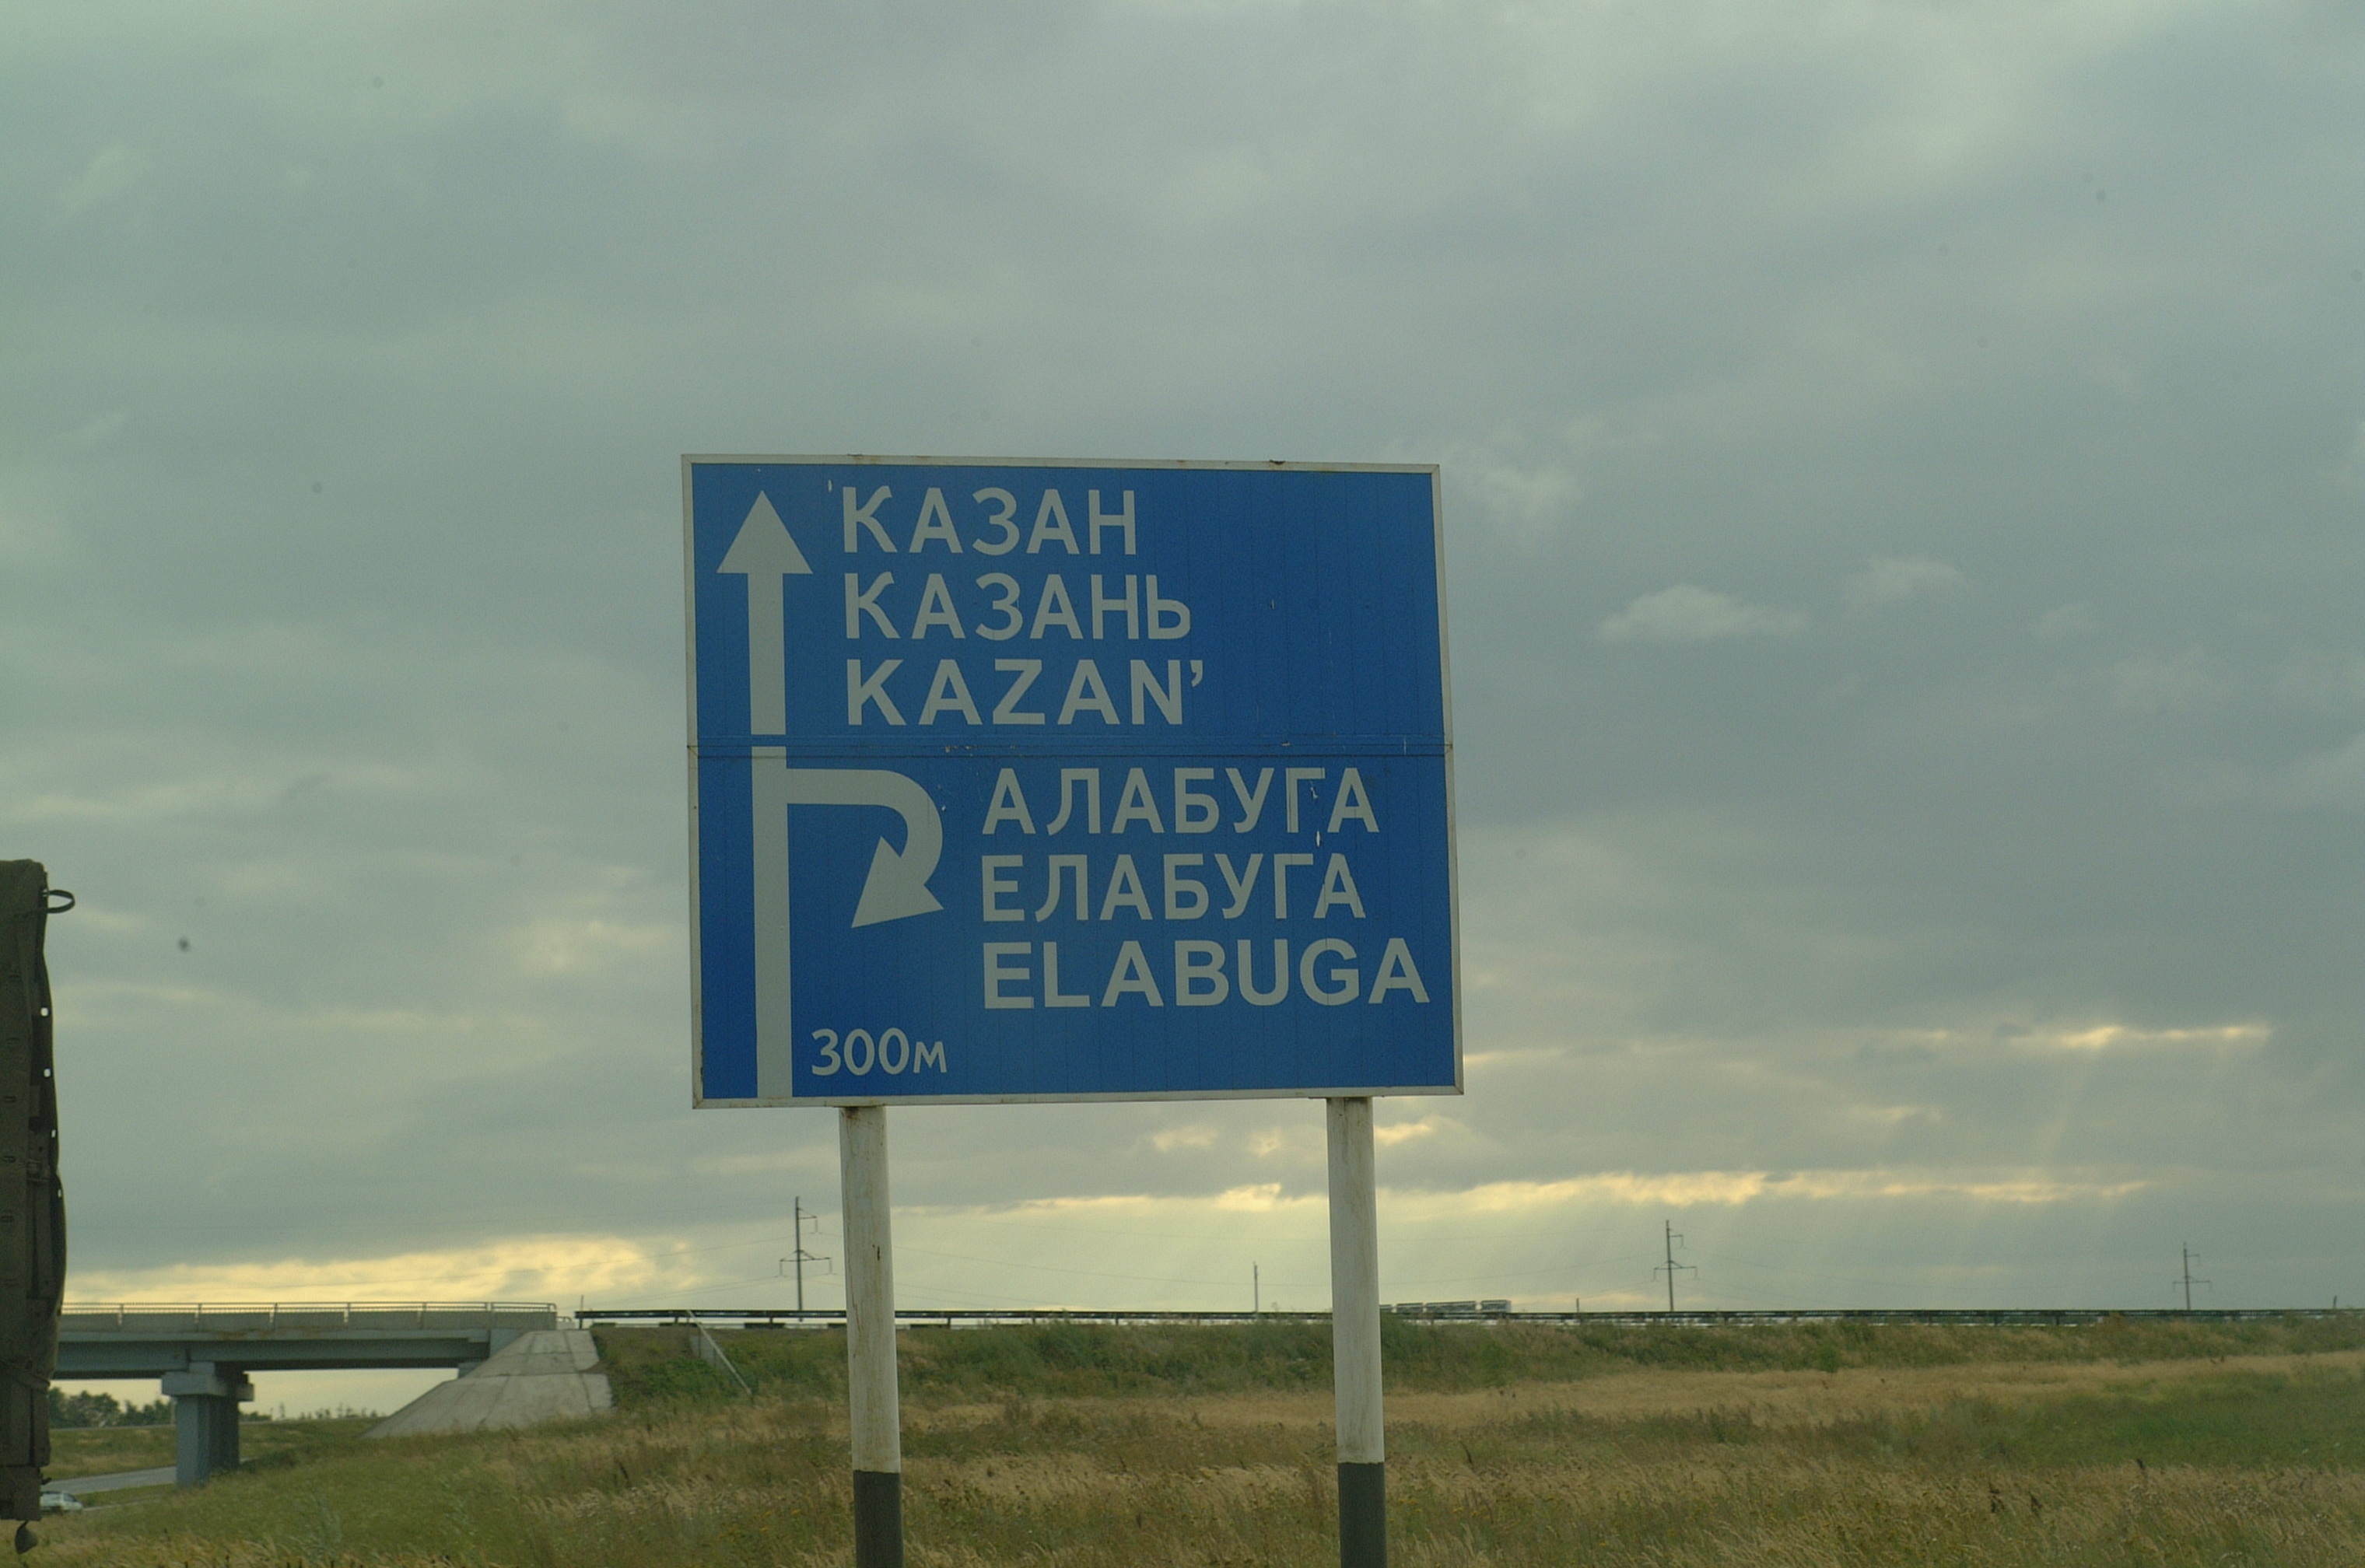 КАЗАН
КАЗАНЬ
KAZAN’
АЛАБУГА
ЕЛАБУГА
ELABUGA
300м